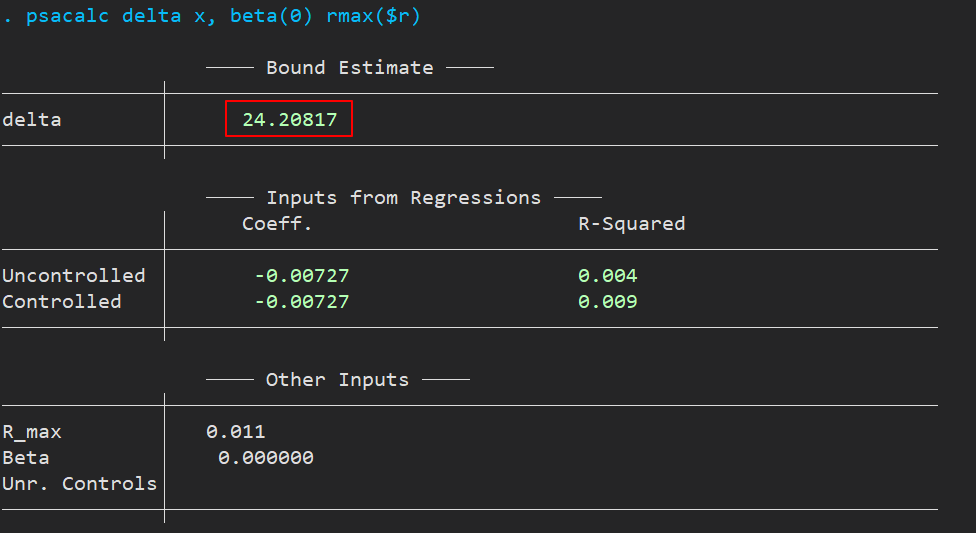 . psacalc delta x, beta(0) rmax($r)
Bound Estimate
delta 24.20817
Inputs from Regressions
Coeff. R-Squared
Uncontrolled -0.00727 0.004
Controlled -0.00727 0.009
Other Inputs
R_max 0.011
Beta 0.000000
Unr. Controls